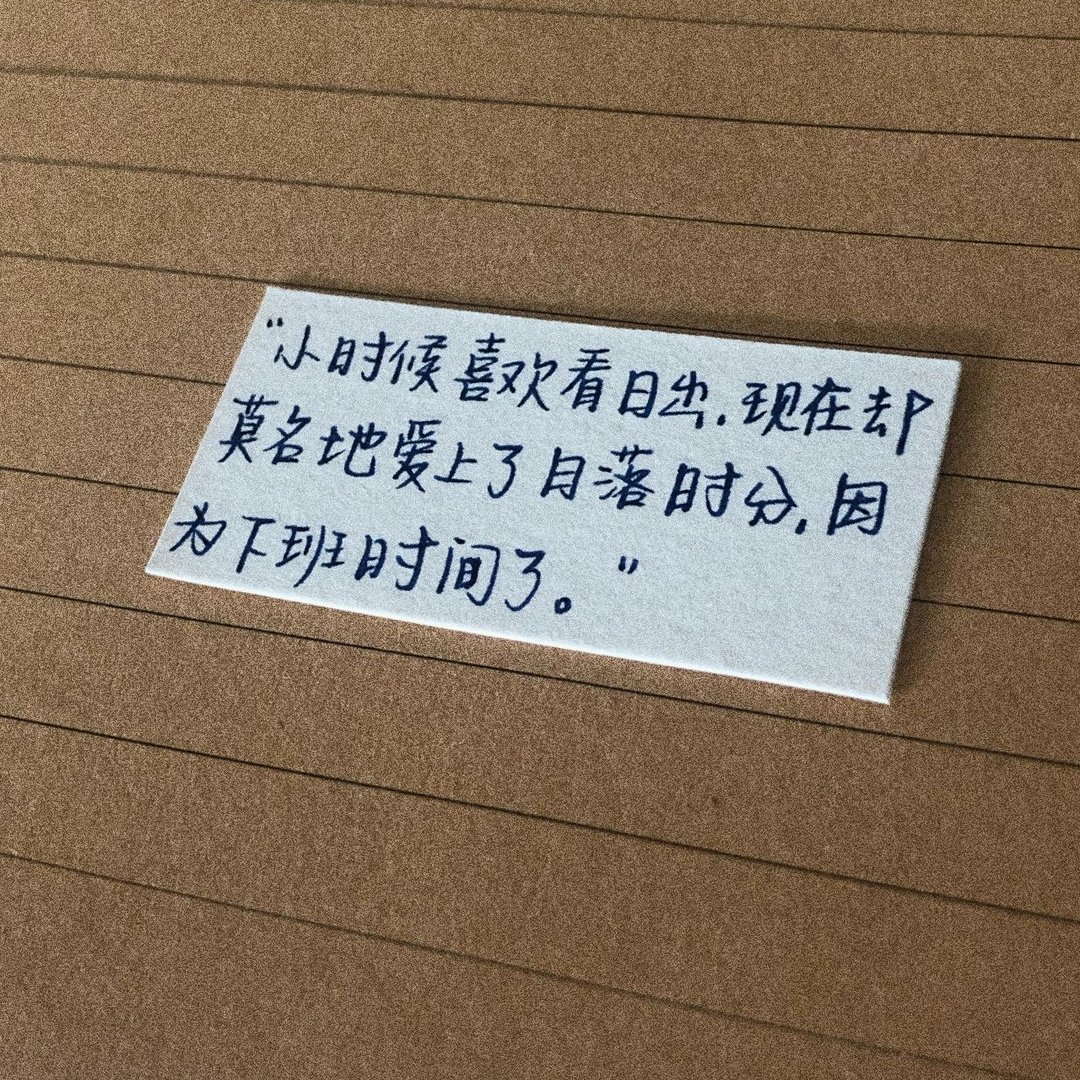 “小时候喜欢看日出,现在却
莫名地爱上了日落时分,因
为下班时间了。”